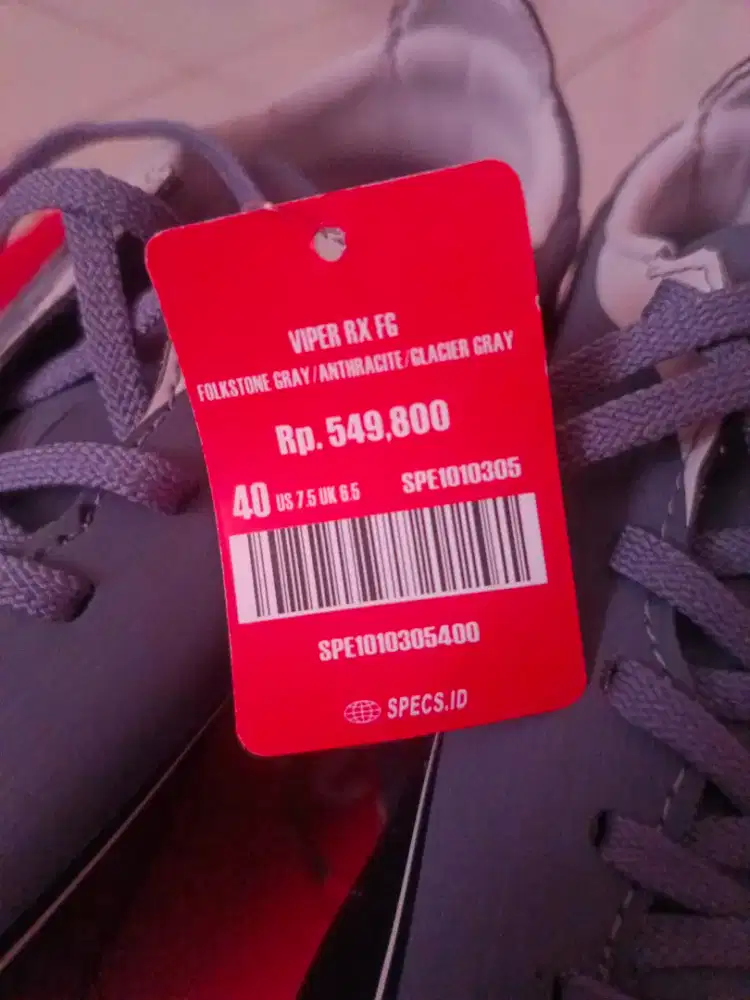 VIPER RX FG
FOLKSTONE GRAY/ANTHRACITE/GLACIER GRAY
Rp. 549,800
40 US 7.5 UK 6.5 SPE1010305
SPE1010305400
SPECS.ID